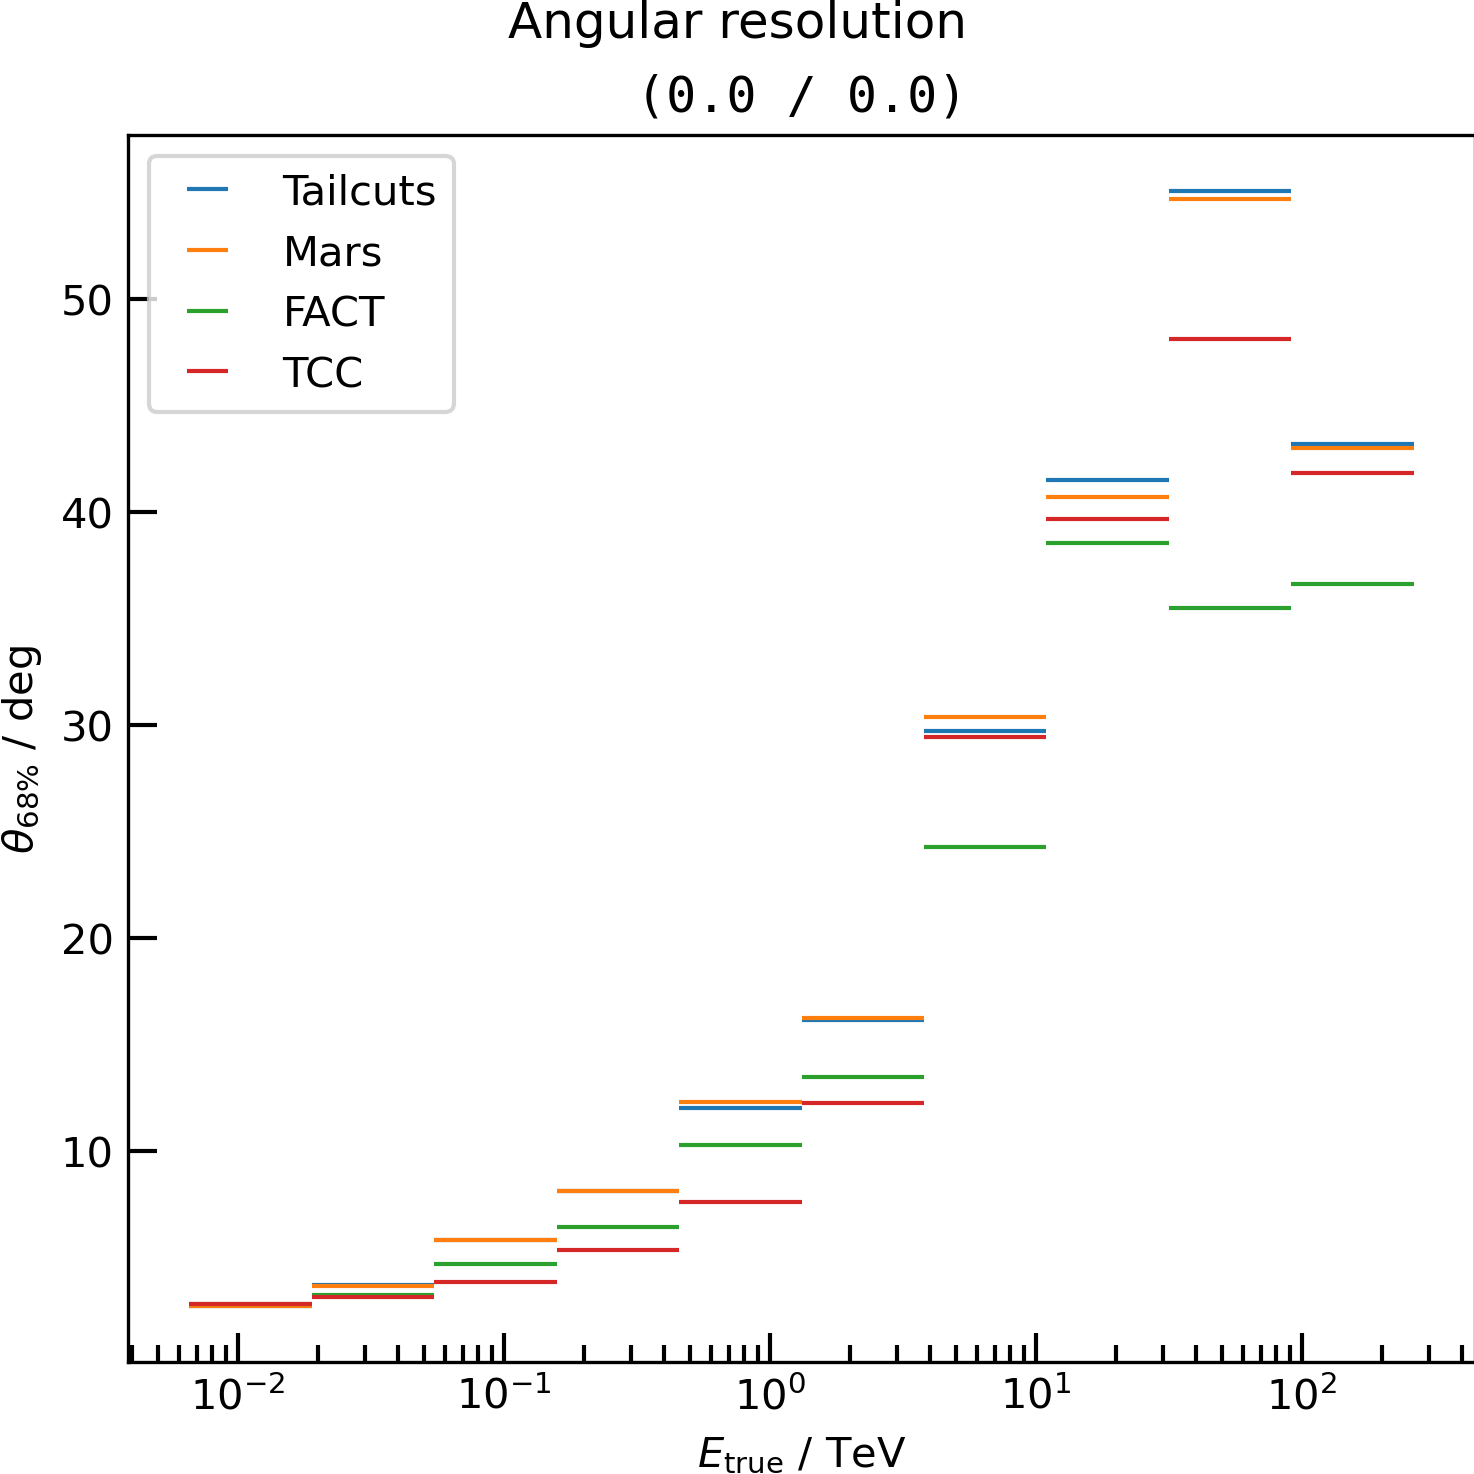 Angular resolution
(0.0 / 0.0)
Tailcuts
Mars
FACT
TCC
50
40
30
20
10
θ68% / deg
10−2 10−1 100 101 102
Etrue / TeV